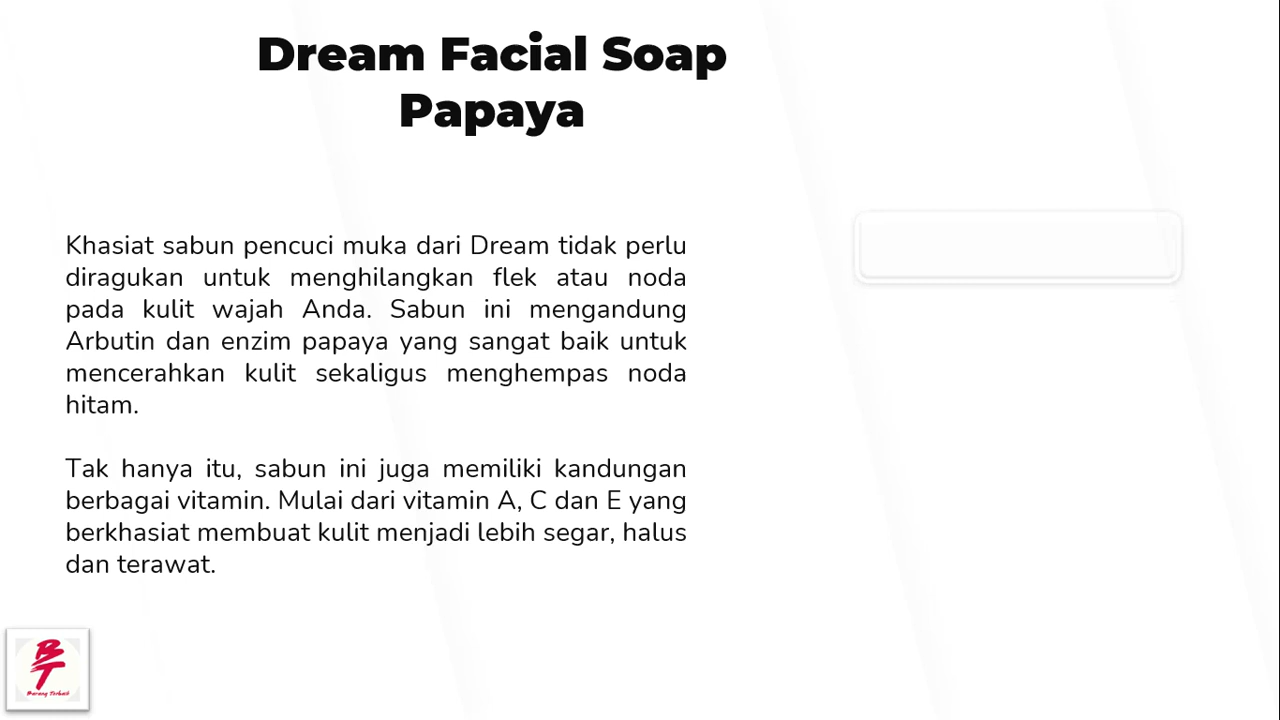 Dream Facial Soap
Papaya
Khasiat sabun pencuci muka dari Dream tidak perlu
diragukan untuk menghilangkan flek atau noda
pada kulit wajah Anda. Sabun ini mengandung
Arbutin dan enzim papaya yang sangat baik untuk
mencerahkan kulit sekaligus menghempas noda
hitam.
Tak hanya itu, sabun ini juga memiliki kandungan
berbagai vitamin. Mulai dari vitamin A, C dan E yang
berkhasiat membuat kulit menjadi lebih segar, halus
dan terawat.
BT
Barang Terbaik